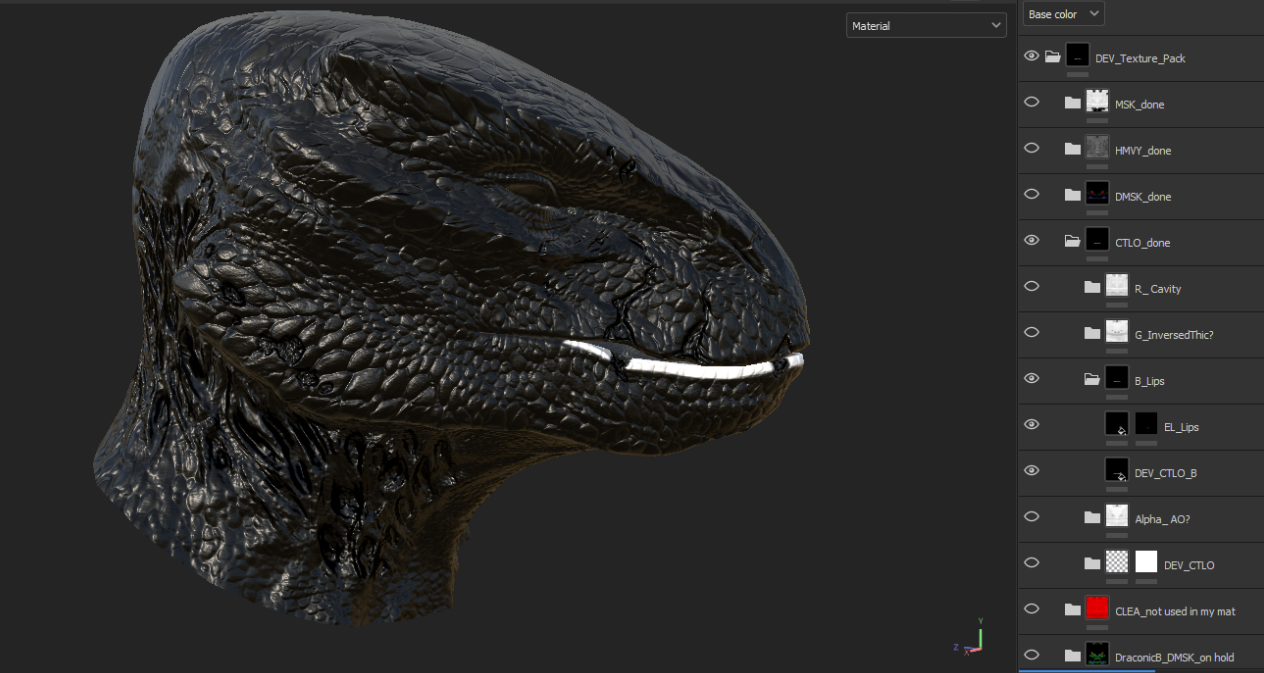 Material
Base color
DEV_Texture_Pack
MSK_done
HMVY_done
DMSK_done
CTLO_done
R_ Cavity
G_InversedThic?
B_Lips
EL_Lips
DEV_CTLO_B
Alpha_ AO?
DEV_CTLO
CLEA_not used in my mat
DraconicB_DMSK_on hold
Y
Z
X